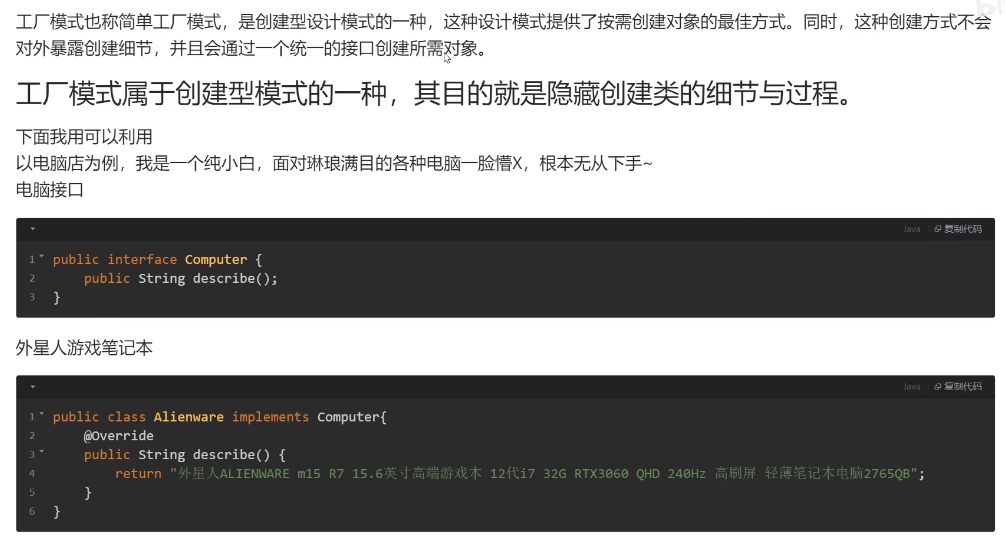 工厂模式也称简单工厂模式，是创建型设计模式的一种，这种设计模式提供了按需创建对象的最佳方式。同时，这种创建方式不会
对外暴露创建细节，并且会通过一个统一的接口创建所需对象。
工厂模式属于创建型模式的一种，其目的就是隐藏创建类的细节与过程。
下面我用可以利用
以电脑店为例，我是一个纯小白，面对琳琅满目的各种电脑一脸懵X，根本无从下手~
电脑接口
Java 复制代码
1 public interface Computer {
2     public String describe();
3 }
外星人游戏笔记本
Java 复制代码
1 public class Alienware implements Computer{
2     @Override
3     public String describe() {
4         return "外星人ALIENWARE m15 R7 15.6英寸高端游戏本 12代i7 32G RTX3060 QHD 240Hz 高刷屏 轻薄笔记本电脑2765QB";
5     }
6 }